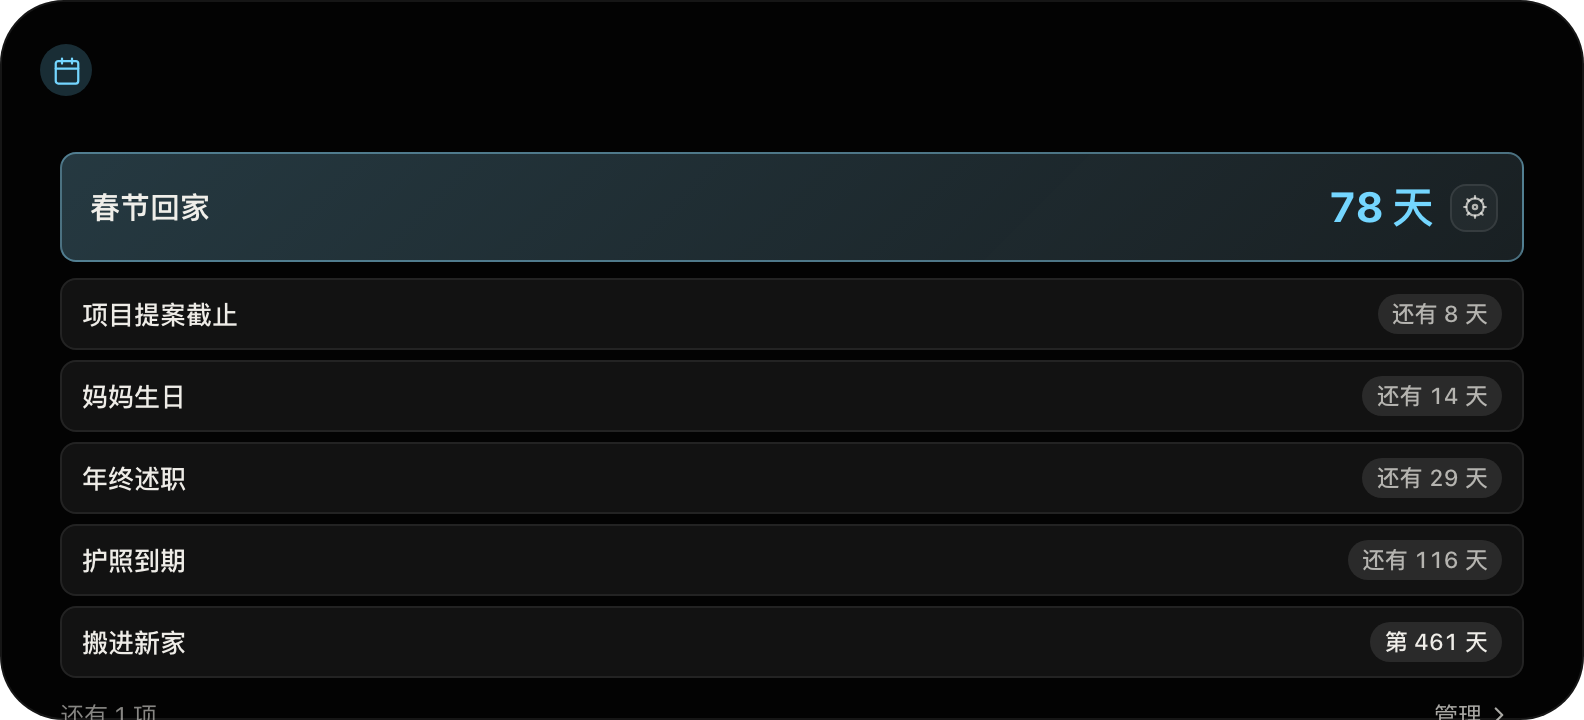 春节回家 78 天
项目提案截止 还有 8 天
妈妈生日 还有 14 天
年终述职 还有 29 天
护照到期 还有 116 天
搬进新家 第 461 天
还有 1 项 管理